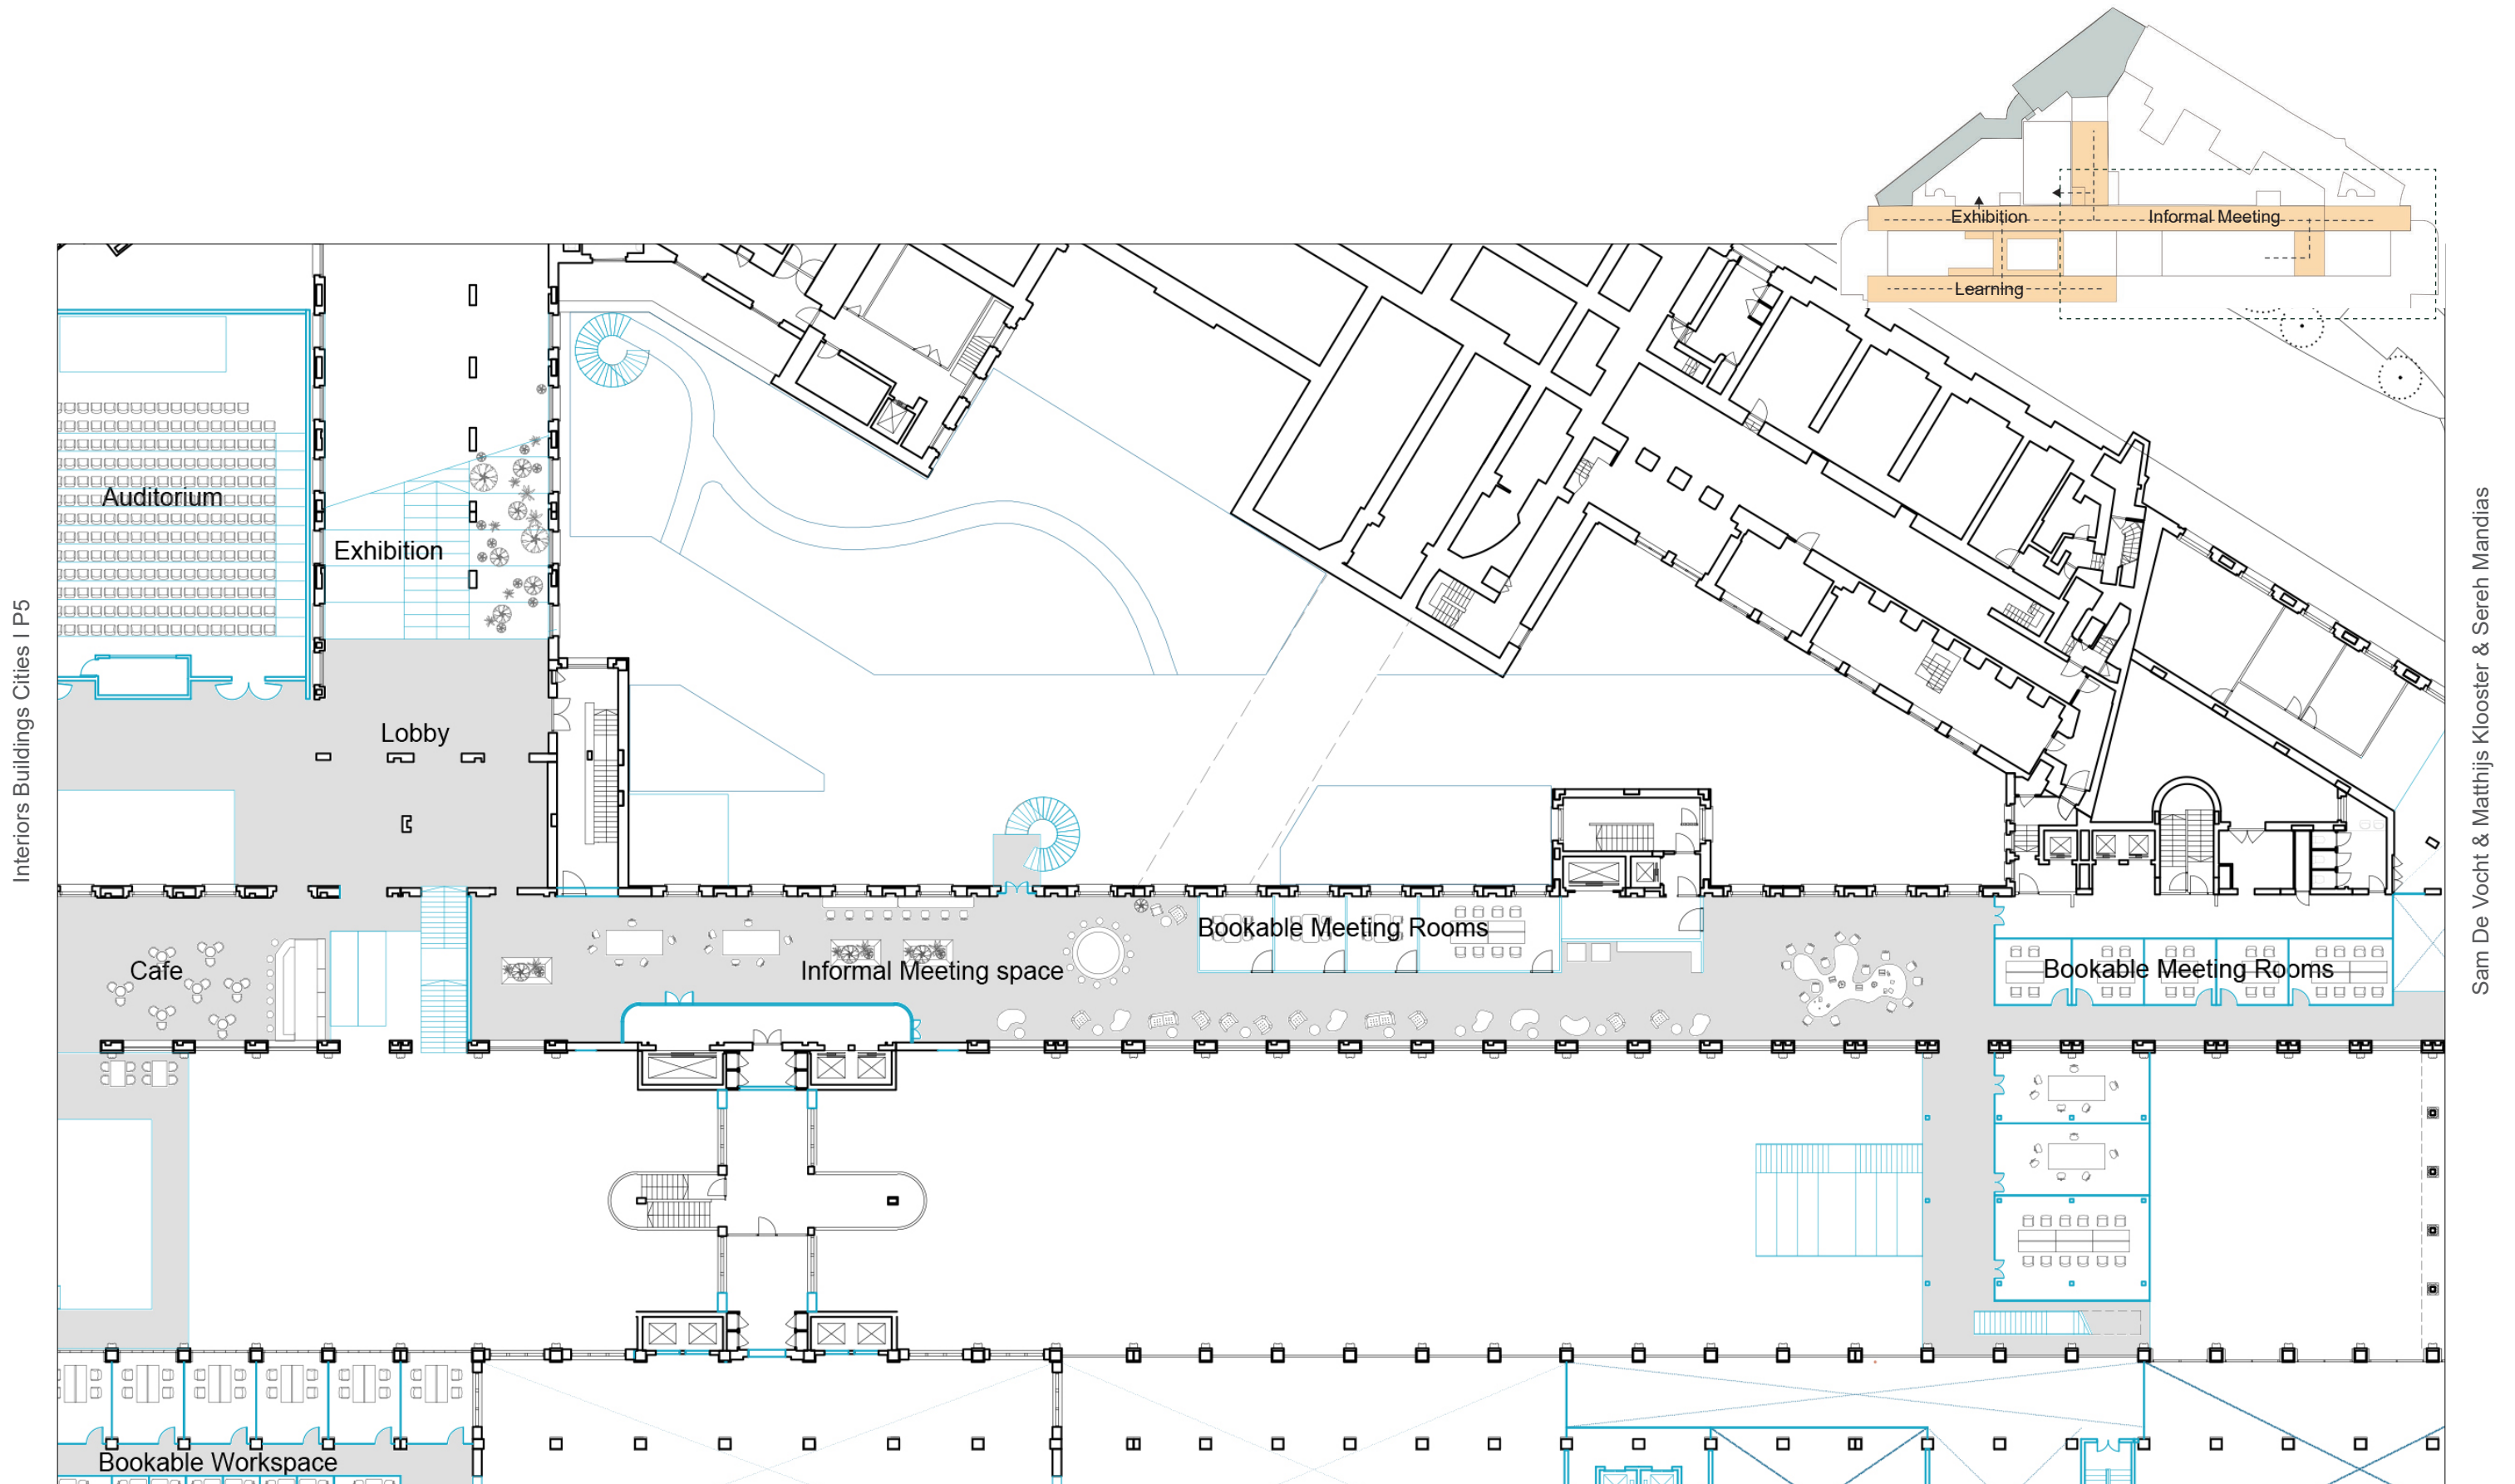 Interiors Buildings Cities I P5
Exhibition
Informal Meeting
Learning
Auditorium
Exhibition
Lobby
Bookable Meeting Rooms
Cafe
Informal Meeting space
Bookable Meeting Rooms
Bookable Workspace
Sam De Vocht & Matthijs Klooster & Sereh Mandias